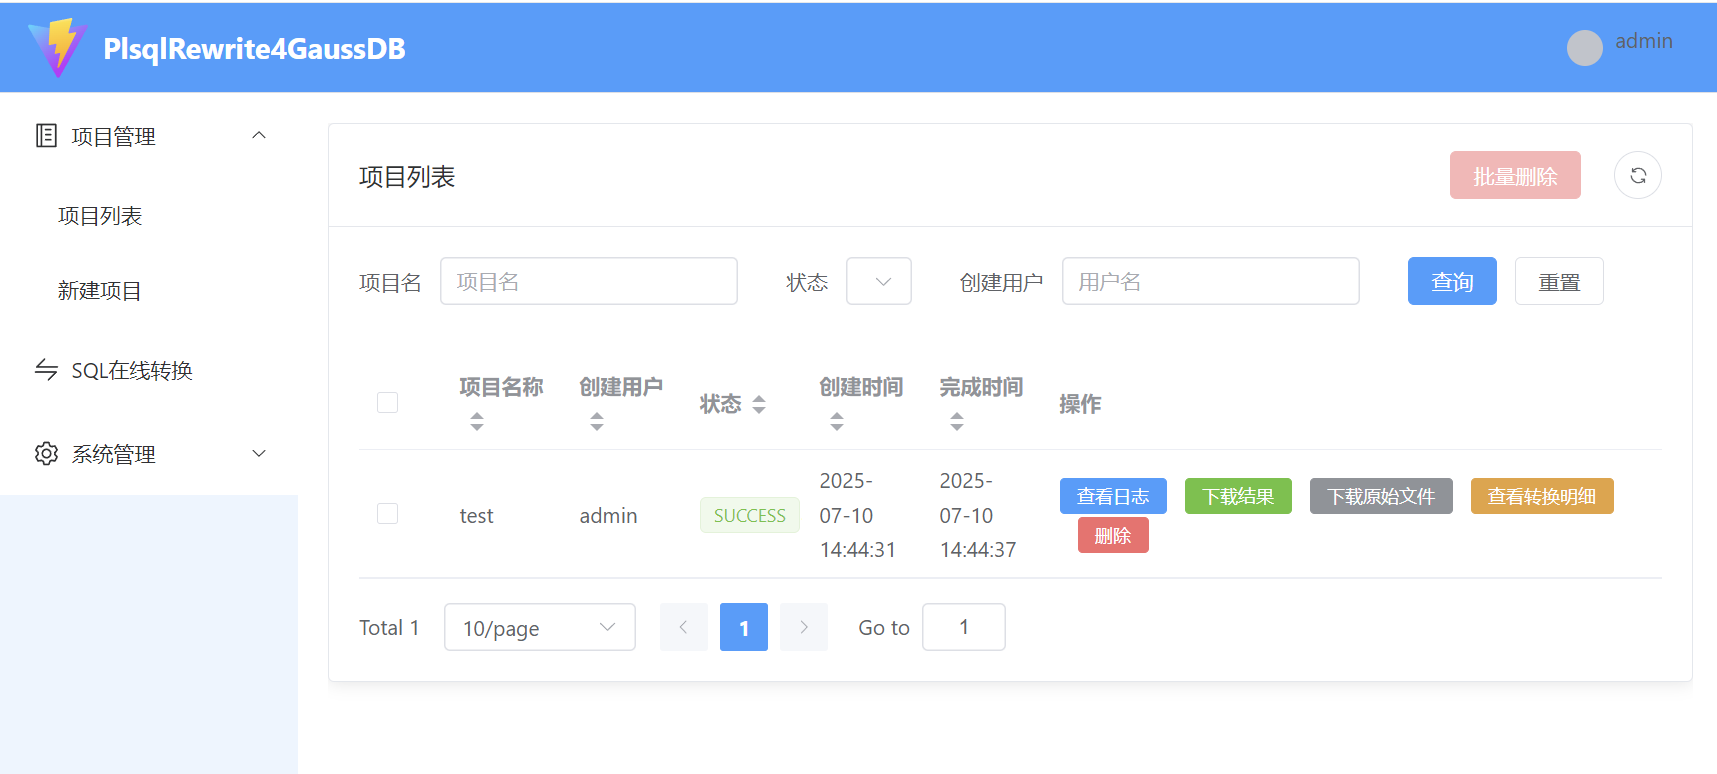 PlsqlRewrite4GaussDB
admin
项目管理
项目列表
新建项目
SQL在线转换
系统管理
项目列表
批量删除
项目名 项目名 状态 创建用户 用户名 查询 重置
项目名称 创建用户 状态 创建时间 完成时间 操作
test admin SUCCESS
2025-
07-10
14:44:31
2025-
07-10
14:44:37
查看日志 下载结果 下载原始文件 查看转换明细
删除
Total 1 10/page 1 Go to 1